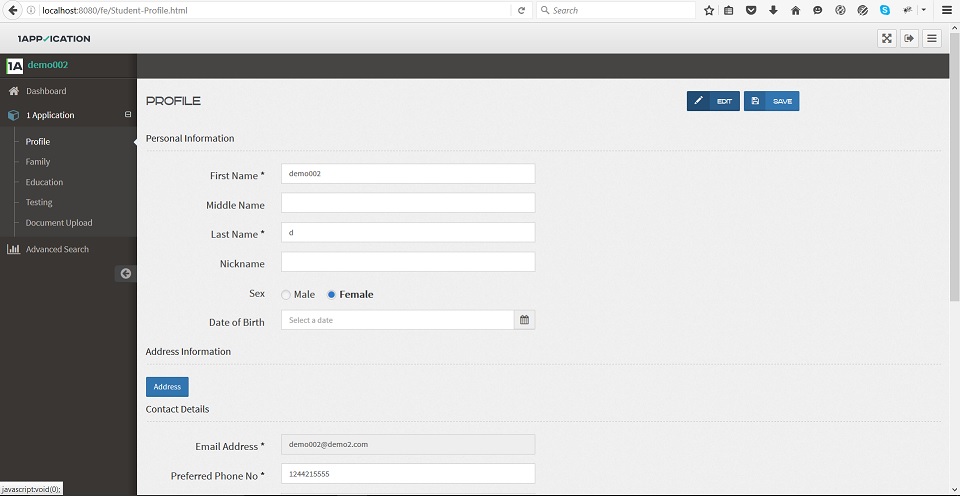 localhost:8080/fe/Student-Profile.html
Search
1APPLICATION
1A demo002
Dashboard
1 Application
Profile
Family
Education
Testing
Document Upload
Advanced Search
PROFILE
EDIT
SAVE
Personal Information
First Name * demo002
Middle Name
Last Name * d
Nickname
Sex Male Female
Date of Birth Select a date
Address Information
Address
Contact Details
Email Address * demo002@demo2.com
Preferred Phone No * 1244215555
javascript:void(0);